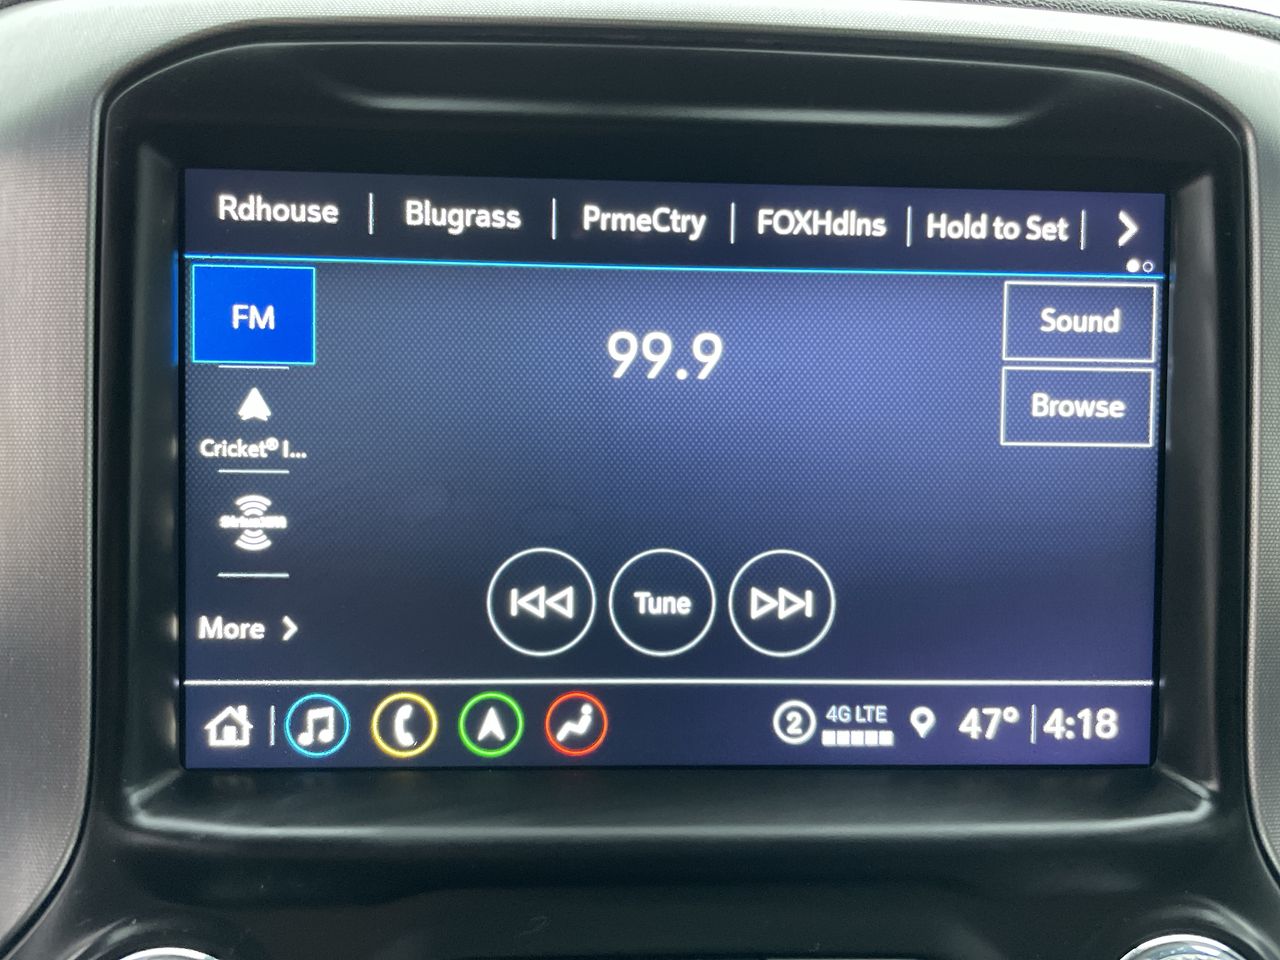 Rdhouse | Blugrass | PrmeCtry | FOXHdlns | Hold to Set |
FM
99.9
Sound
Browse
Cricket® I...
SiriusXM
More
Tune
2 4G LTE 47° | 4:18